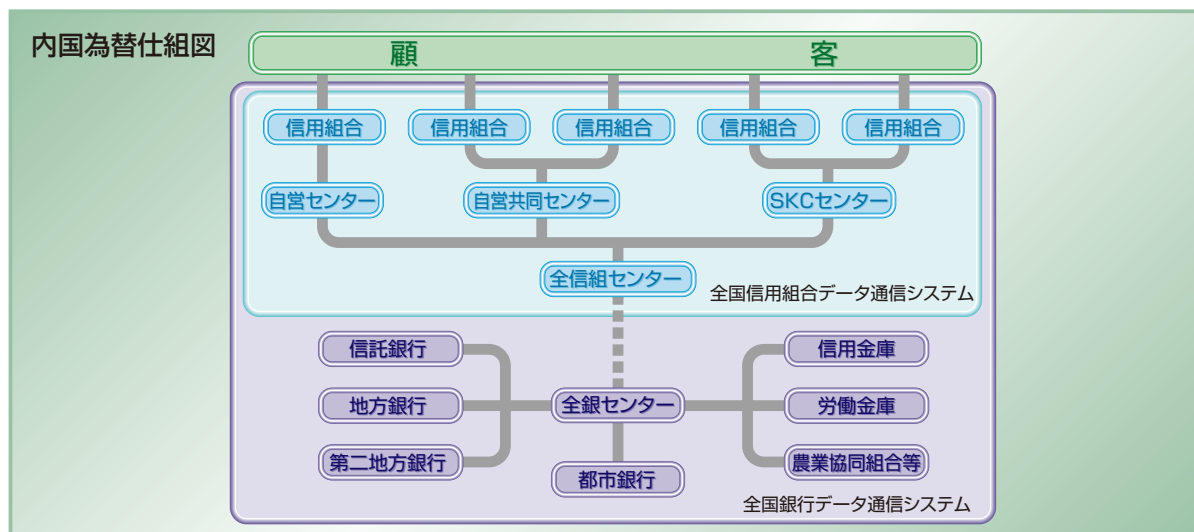 内国為替仕組図
顧 客
信用組合 信用組合 信用組合 信用組合 信用組合
自営センター 自営共同センター SKCセンター
全信組センター
全国信用組合データ通信システム
信託銀行 信用金庫
地方銀行 全銀センター 労働金庫
第二地方銀行 都市銀行 農業協同組合等
全国銀行データ通信システム